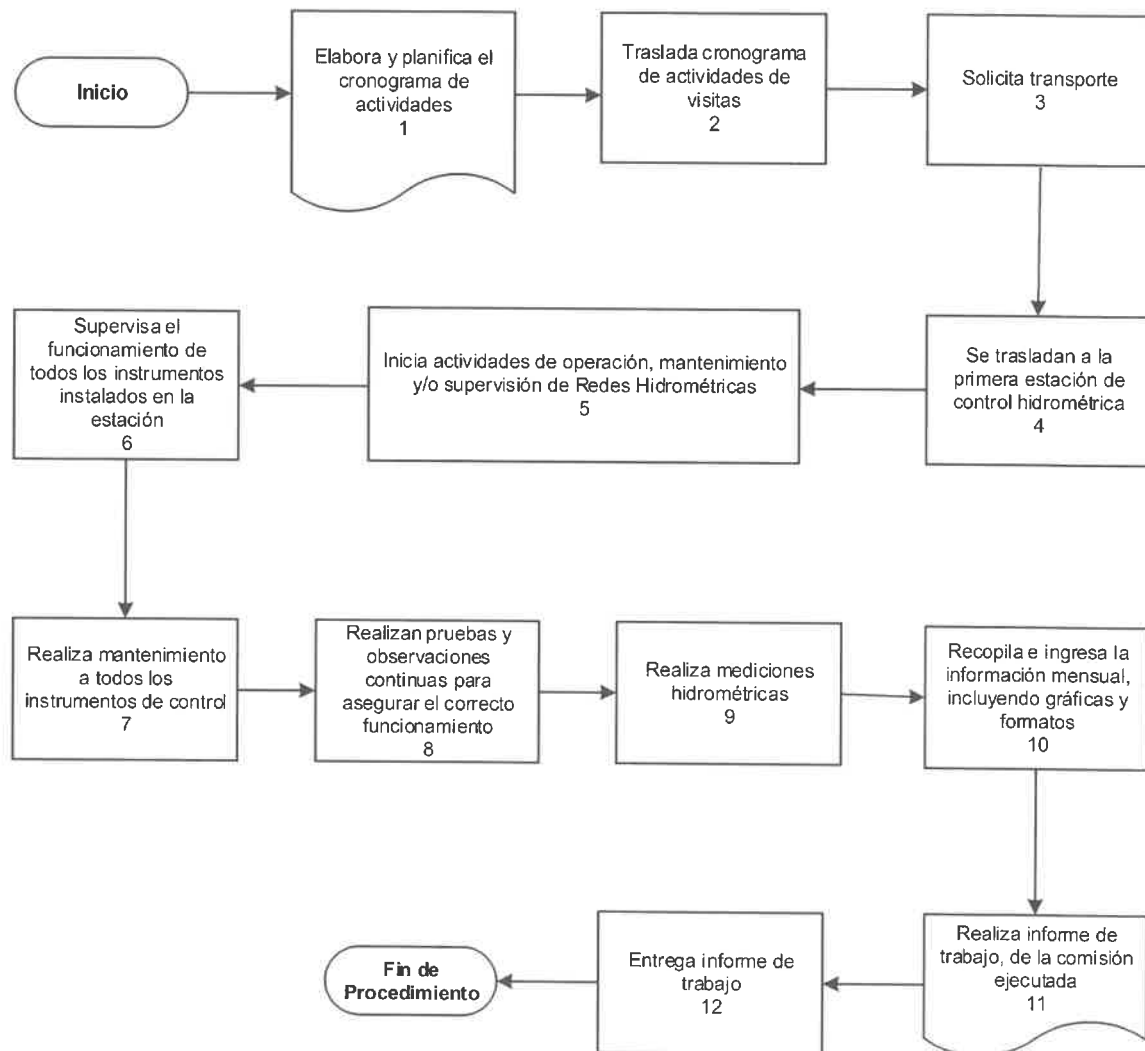 Inicio
Elabora y planifica el
cronograma de
actividades
1
Traslada cronograma
de actividades de
visitas
2
Solicita transporte
3
Se trasladan a la
primera estación de
control hidrométrica
4
Inicia actividades de operación, mantenimiento
y/o supervisión de Redes Hidrométricas
5
Supervisa el
funcionamiento de
todos los instrumentos
instalados en la
estación
6
Realiza mantenimiento
a todos los
instrumentos de control
7
Realizan pruebas y
observaciones
continuas para
asegurar el correcto
funcionamiento
8
Realiza mediciones
hidrométricas
9
Recopila e ingresa la
información mensual,
incluyendo gráficas y
formatos
10
Realiza informe de
trabajo, de la comisión
ejecutada
11
Entrega informe de
trabajo
12
Fin de
Procedimiento